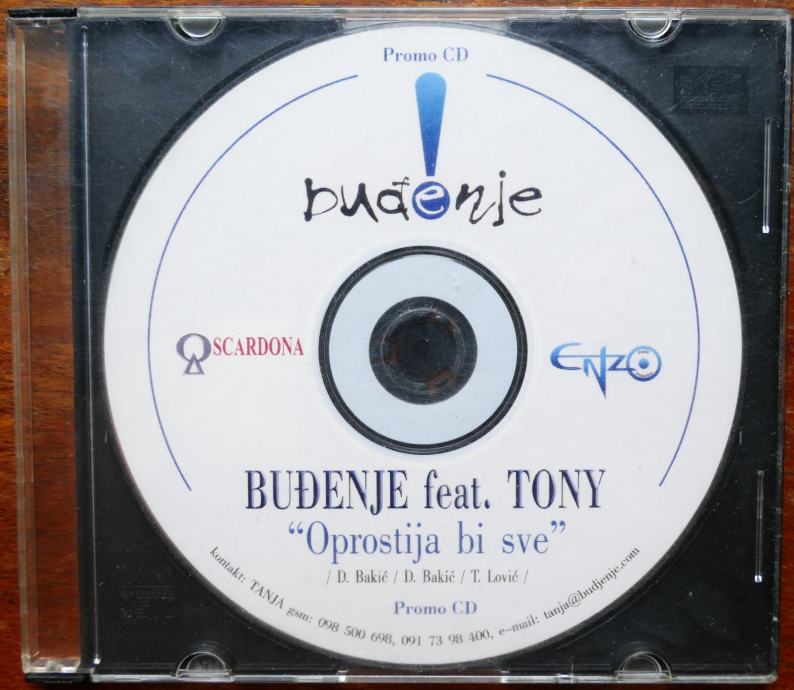 Promo CD
buđenje
SCARDONA
ENZO
BUĐENJE feat. TONY
“Oprostija bi sve”
/ D. Bakić / D. Bakić / T. Lović /
Promo CD
kontakt: TANJA gsm: 098 500 698, 091 73 98 400, e-mail: tanja@budjenje.com